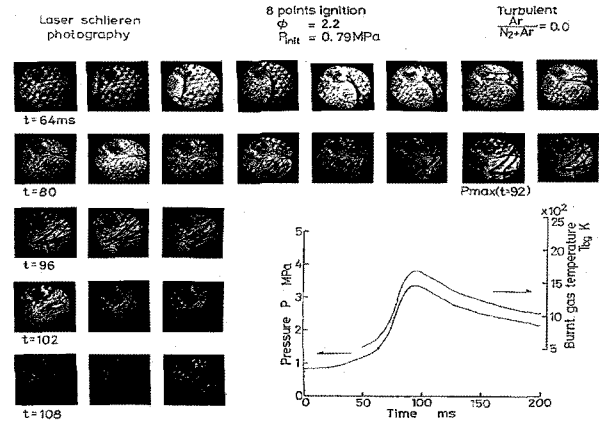 Laser schlieren
photography
8 points ignition
ϕ = 2.2
Pinit = 0.79 MPa
Turbulent
Ar
N2+Ar = 0.0
t=64ms
t=80
Pmax(t=92)
t=96
t=102
t=108
Pressure P MPa
5
4
3
2
1
0
×10²
25
20
15
10
5
Burnt gas temperature
Tbg K
0 50 100 150 200
Time ms